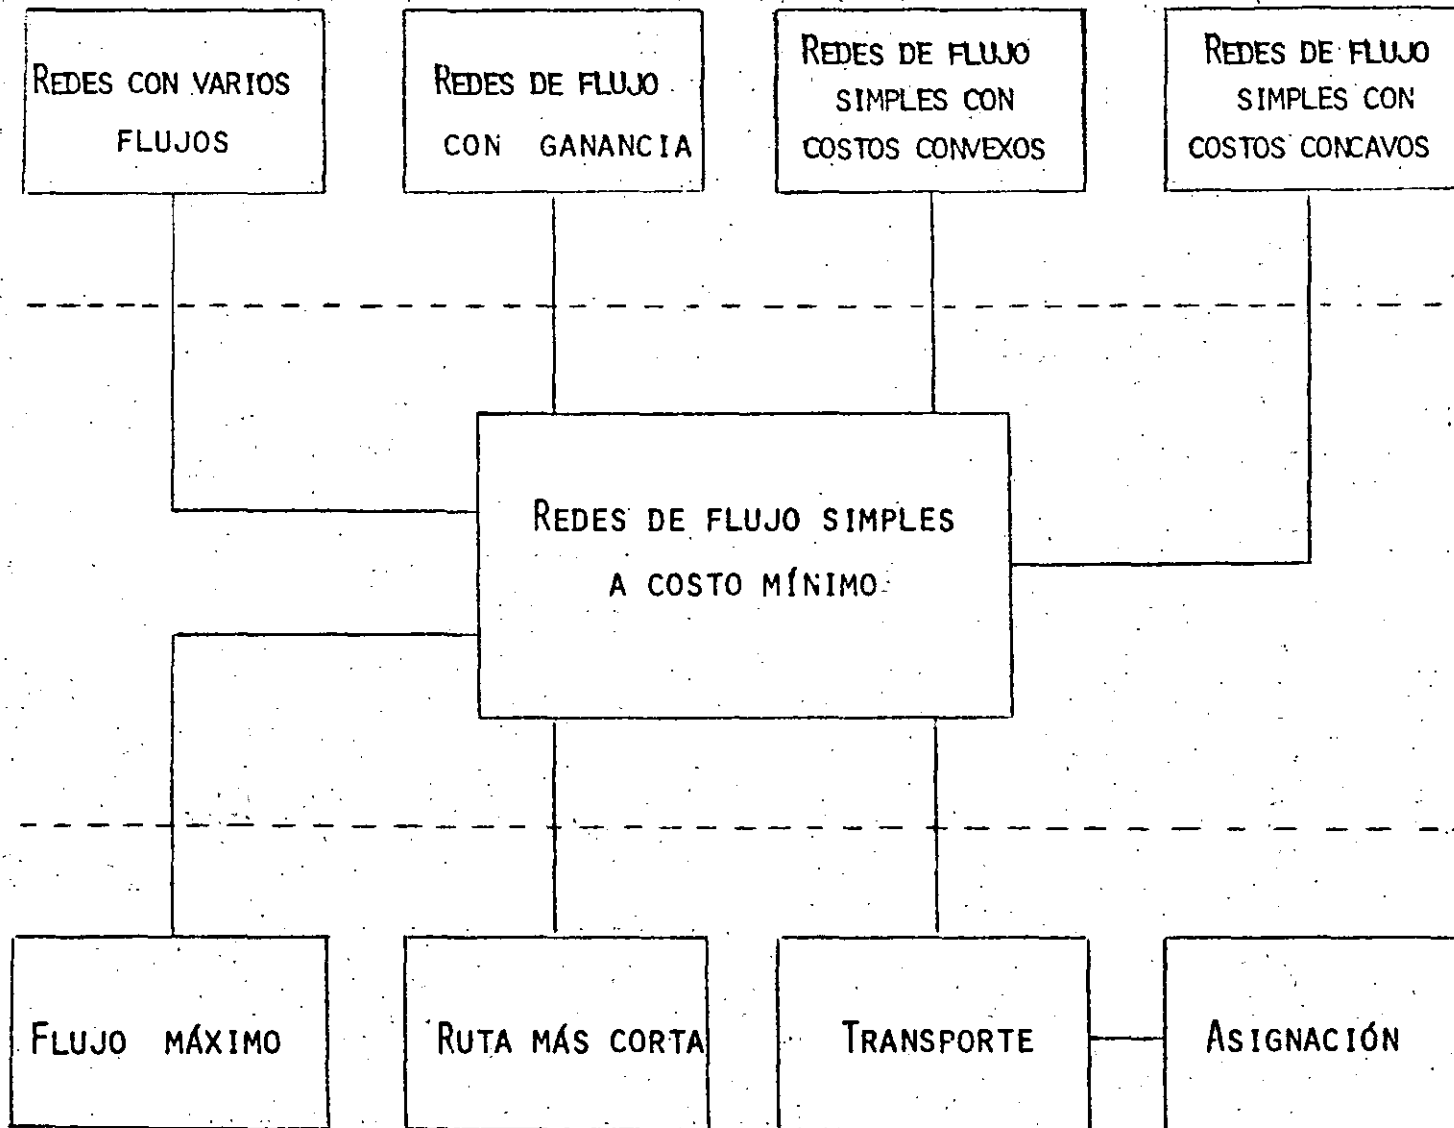 REDES CON VARIOS
FLUJOS
REDES DE FLUJO
CON GANANCIA
REDES DE FLUJO
SIMPLES CON
COSTOS CONVEXOS
REDES DE FLUJO
SIMPLES CON
COSTOS CONCAVOS
REDES DE FLUJO SIMPLES
A COSTO MÍNIMO
FLUJO MÁXIMO
RUTA MÁS CORTA
TRANSPORTE
ASIGNACIÓN